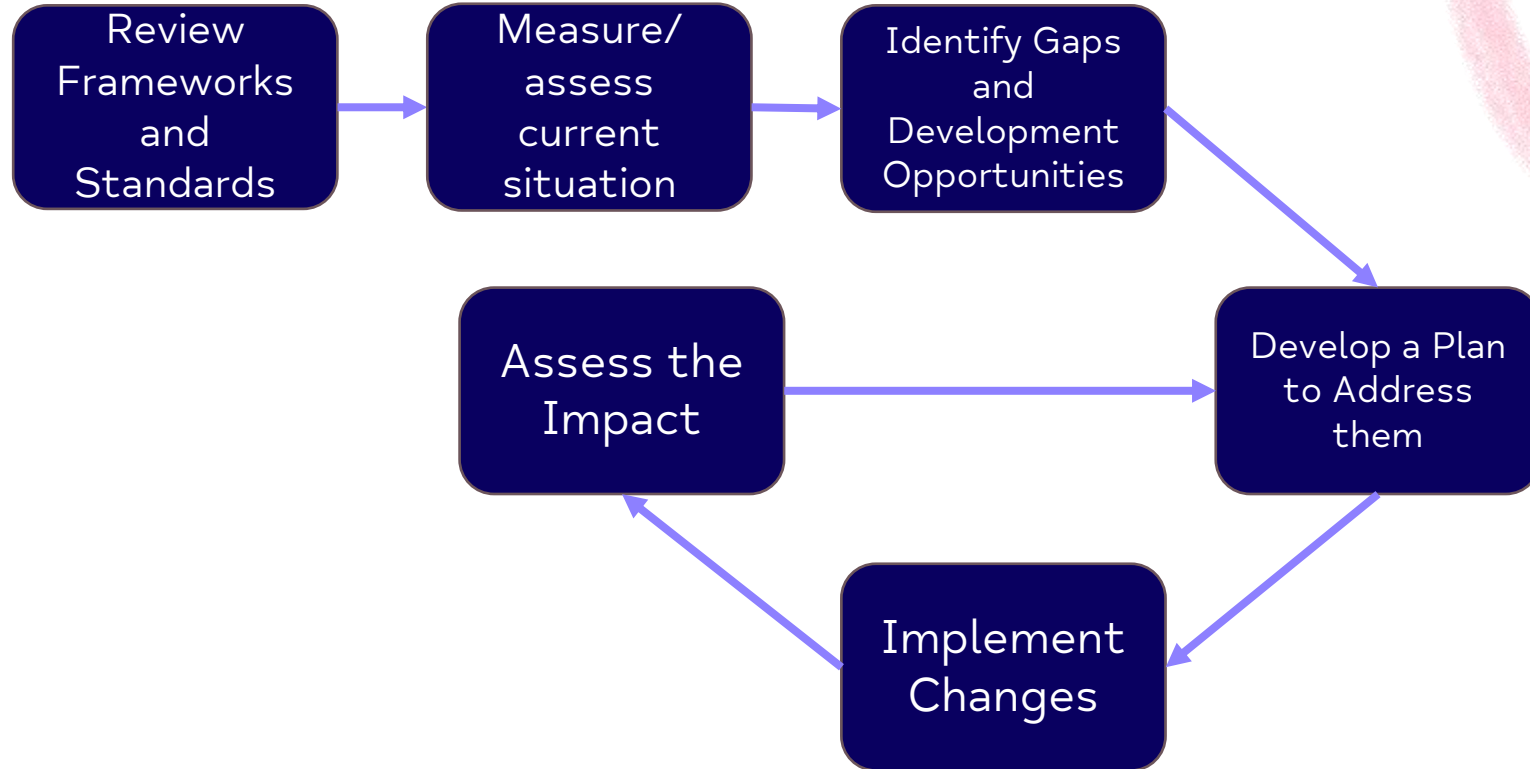 Review
Frameworks
and
Standards
Measure/
assess
current
situation
Identify Gaps
and
Development
Opportunities
Develop a Plan
to Address
them
Implement
Changes
Assess the
Impact